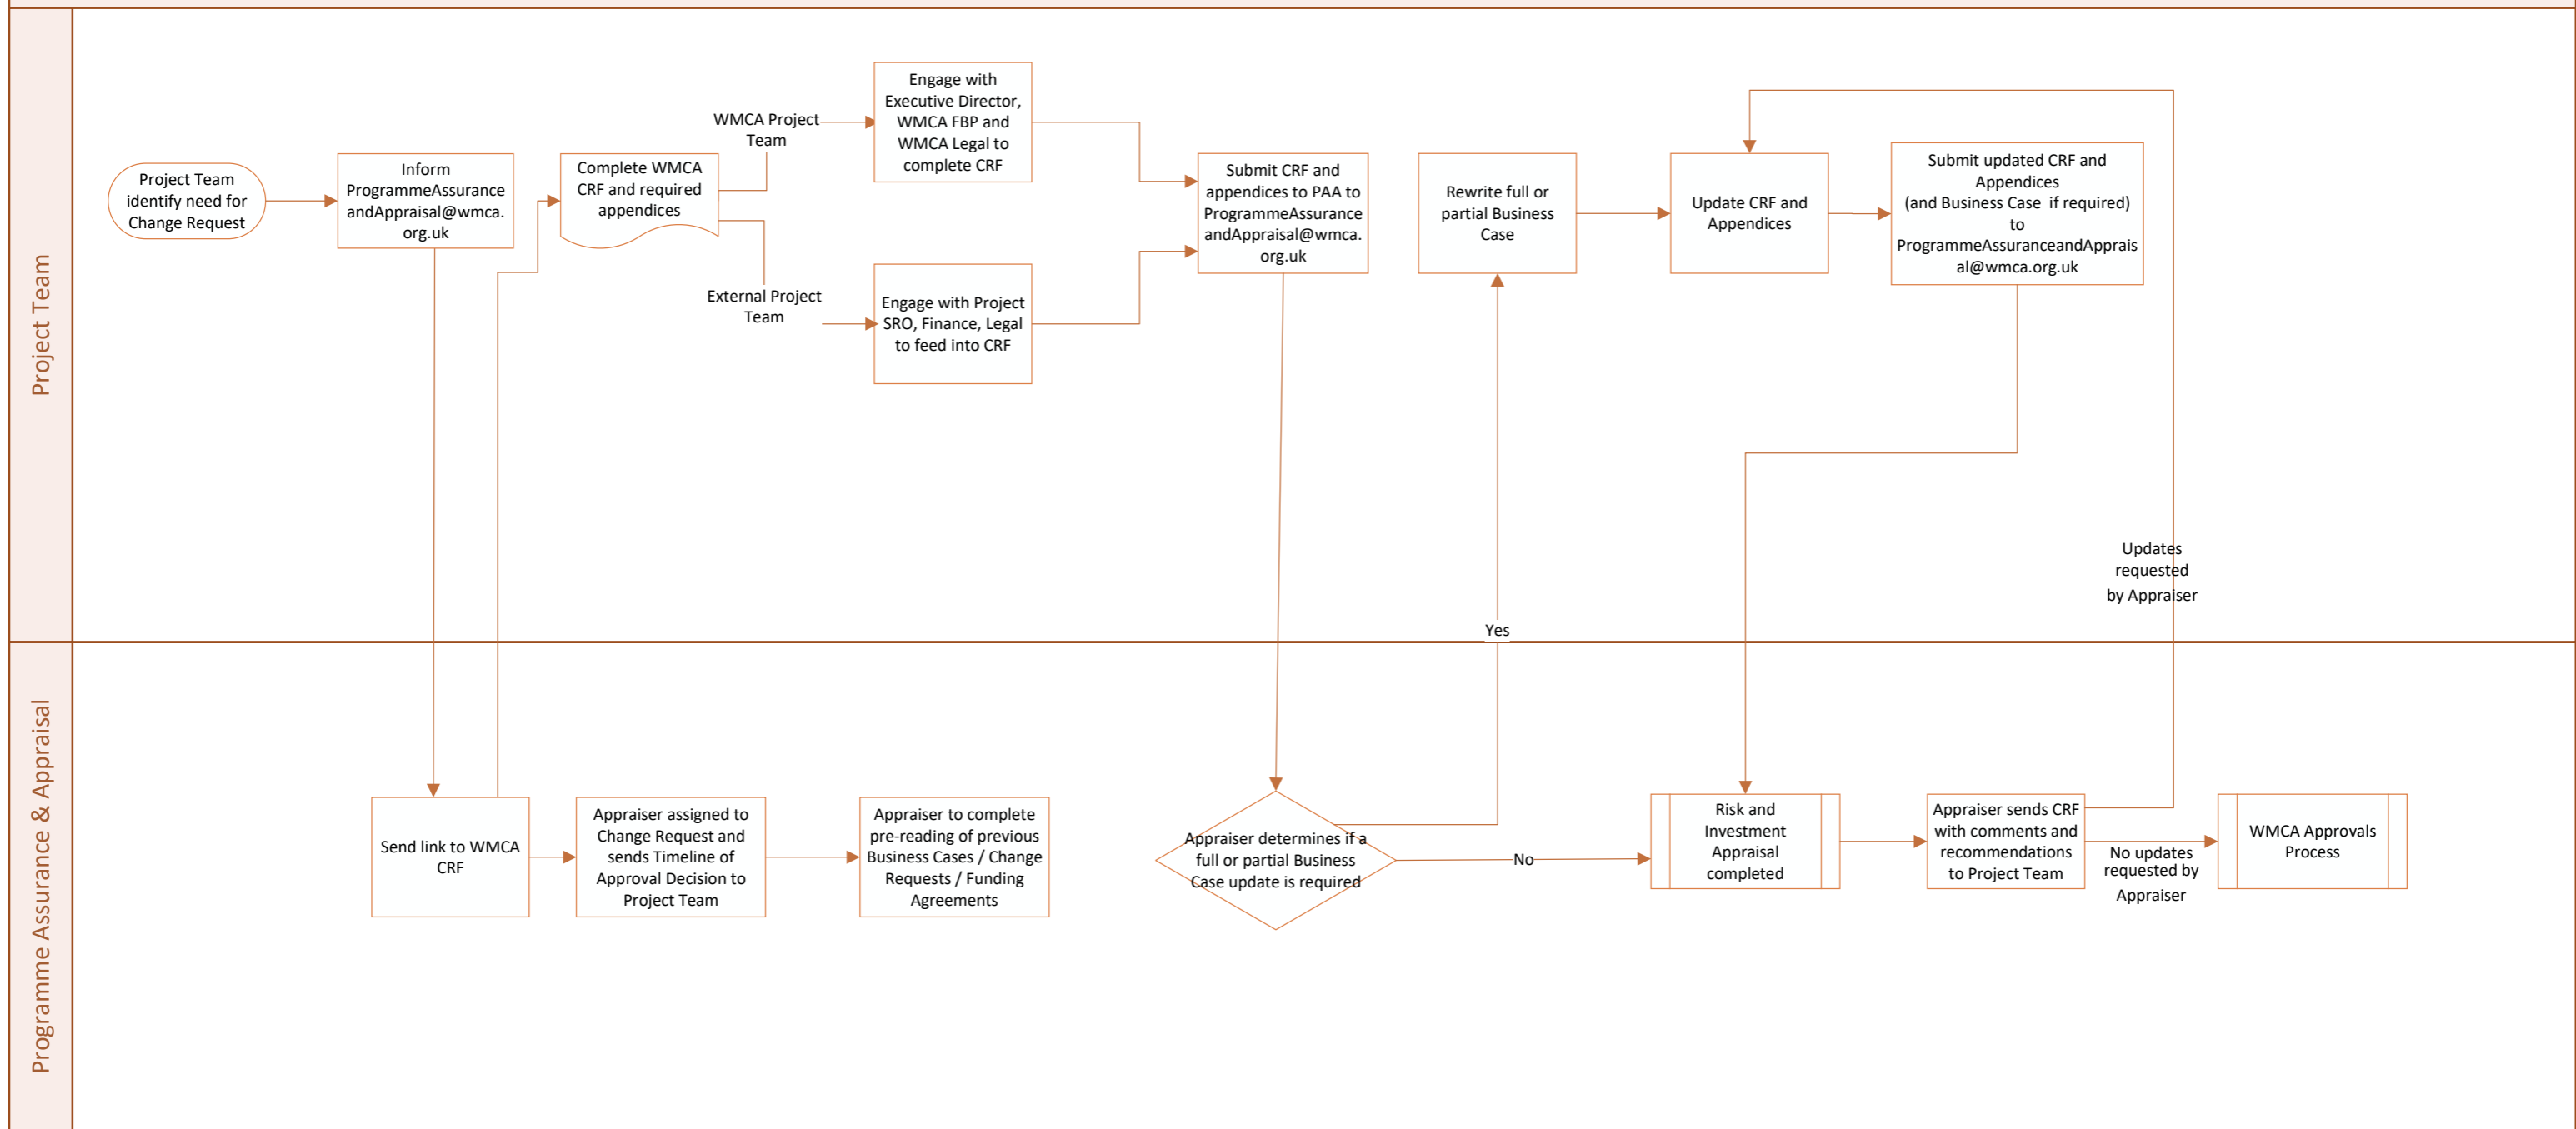 Project Team
Project Team
identify need for
Change Request
Inform
ProgrammeAssurance
andAppraisal@wmca.
org.uk
Complete WMCA
CRF and required
appendices
WMCA Project
Team
External Project
Team
Engage with
Executive Director,
WMCA FBP and
WMCA Legal to
complete CRF
Engage with Project
SRO, Finance, Legal
to feed into CRF
Submit CRF and
appendices to PAA to
ProgrammeAssurance
andAppraisal@wmca.
org.uk
Rewrite full or
partial Business
Case
Update CRF and
Appendices
Submit updated CRF and
Appendices
(and Business Case if required)
to
ProgrammeAssuranceandApprais
al@wmca.org.uk
Updates
requested
by Appraiser
Yes
Programme Assurance & Appraisal
Send link to WMCA
CRF
Appraiser assigned to
Change Request and
sends Timeline of
Approval Decision to
Project Team
Appraiser to complete
pre-reading of previous
Business Cases / Change
Requests / Funding
Agreements
Appraiser determines if a
full or partial Business
Case update is required
No
Risk and
Investment
Appraisal
completed
Appraiser sends CRF
with comments and
recommendations
to Project Team
No updates
requested by
Appraiser
WMCA Approvals
Process